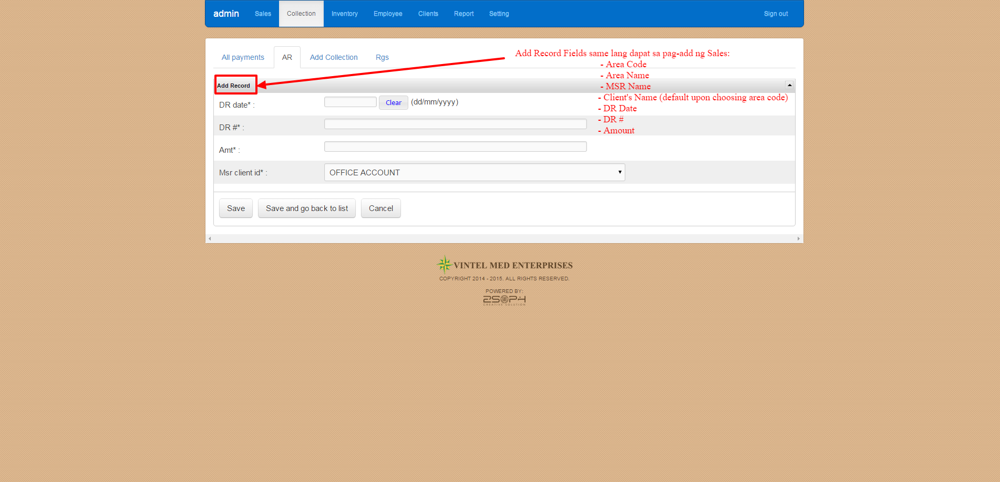 admin Sales Collection Inventory Employee Clients Report Setting Sign out
All payments AR Add Collection Rgs
Add Record Fields same lang dapat sa pag-add ng Sales:
- Area Code
- Area Name
- MSR Name
- Client's Name (default upon choosing area code)
- DR Date
- DR #
- Amount
Add Record
DR date* : Clear (dd/mm/yyyy)
DR #* :
Amt* :
Msr client id* : OFFICE ACCOUNT
Save Save and go back to list Cancel
VINTEL MED ENTERPRISES
COPYRIGHT 2014 - 2015. ALL RIGHTS RESERVED.
POWERED BY:
CREATIVE SOLUTION